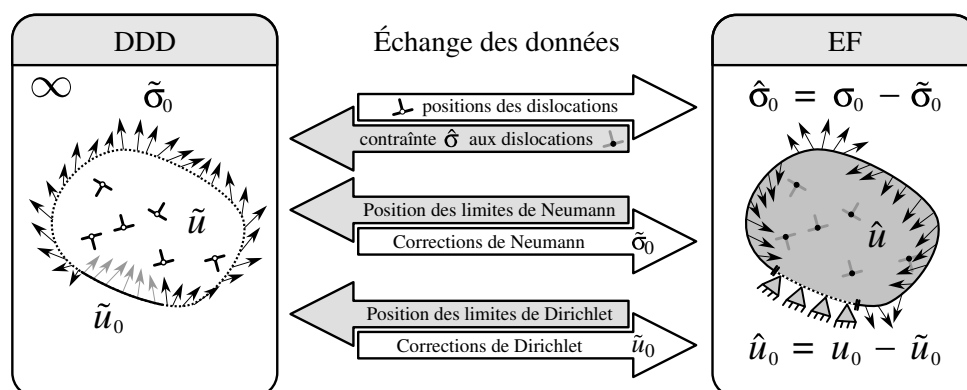 DDD
Échange des données
EF
∞
σ̃₀
ũ
ũ₀
positions des dislocations
contraînte σ̂ aux dislocations
Position des limites de Neumann
Corrections de Neumann σ̃₀
Position des limites de Dirichlet
Corrections de Dirichlet ũ₀
σ̂₀ = σ₀ − σ̃₀
û
û₀ = u₀ − ũ₀